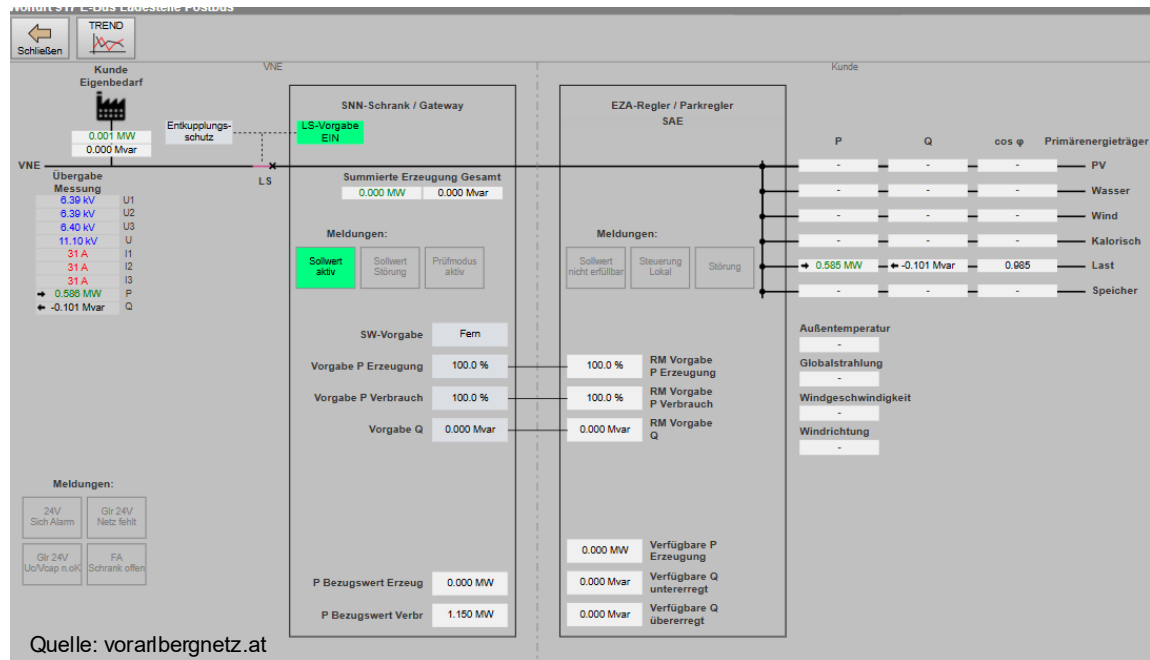 Wolfurt 517 E-Bus Ladestelle Postbus
Schließen
TREND
VNE
Kunde
Kunde
Eigenbedarf
0.001 MW
0.000 Mvar
Entkupplungs-
schutz
VNE
LS
Übergabe
Messung
6.39 kV U1
6.39 kV U2
6.40 kV U3
11.10 kV U
31 A I1
31 A I2
31 A I3
0.586 MW P
-0.101 Mvar Q
Meldungen:
24V
Sich Alarm
Glr 24V
Netz fehlt
Glr 24V
Uc/Vcap n.oK
FA
Schrank offen
SNN-Schrank / Gateway
LS-Vorgabe
EIN
Summierte Erzeugung Gesamt
0.000 MW 0.000 Mvar
Meldungen:
Sollwert
aktiv
Sollwert
Störung
Prüfmodus
aktiv
SW-Vorgabe Fern
Vorgabe P Erzeugung 100.0 %
Vorgabe P Verbrauch 100.0 %
Vorgabe Q 0.000 Mvar
P Bezugswert Erzeug 0.000 MW
P Bezugswert Verbr 1.150 MW
EZA-Regler / Parkregler
SAE
Meldungen:
Sollwert
nicht erfüllbar
Steuerung
Lokal
Störung
100.0 % RM Vorgabe
P Erzeugung
100.0 % RM Vorgabe
P Verbrauch
0.000 Mvar RM Vorgabe
Q
0.000 MW Verfügbare P
Erzeugung
0.000 Mvar Verfügbare Q
untererregt
0.000 Mvar Verfügbare Q
übererregt
P Q cos φ Primärenergieträger
- - - PV
- - - Wasser
- - - Wind
- - - Kalorisch
0.585 MW -0.101 Mvar 0.985 Last
- - - Speicher
Außentemperatur
-
Globalstrahlung
-
Windgeschwindigkeit
-
Windrichtung
-
Quelle: vorarlbergnetz.at